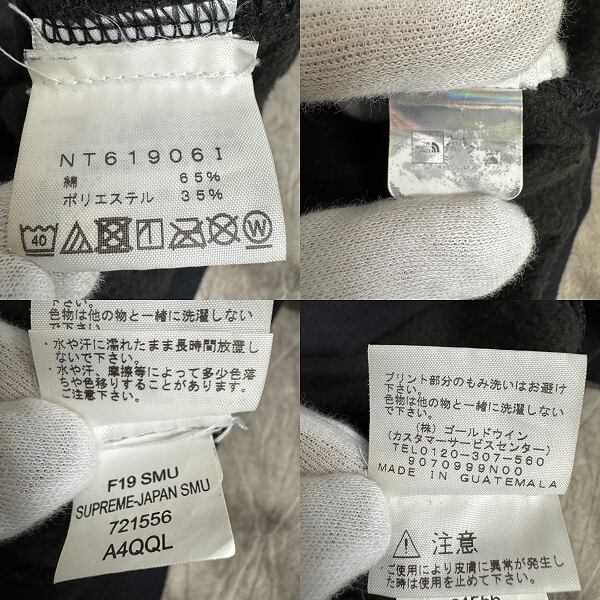 NT61906I
綿 65%
ポリエステル 35%
40
W
THE
NORTH
FACE
下さい。
色物は他の物と一緒に洗濯しない
で下さい。
・水や汗に濡れたまま長時間放置し
ないで下さい。
・水や汗、摩擦等によって多少色落
ちや色移りすることがあります。
ご注意下さい。
F19 SMU
SUPREME-JAPAN SMU
721556
A4QQL
プリント部分のもみ洗いはお避け
下さい。
色物は他の物と一緒に洗濯しない
で下さい。
(株)ゴールドウイン
(カスタマーサービスセンター)
TEL0120-307-560
9070999N00
MADE IN GUATEMALA
注意
・ご使用により皮膚に異常が発生し
た時は使用を止めて下さい。